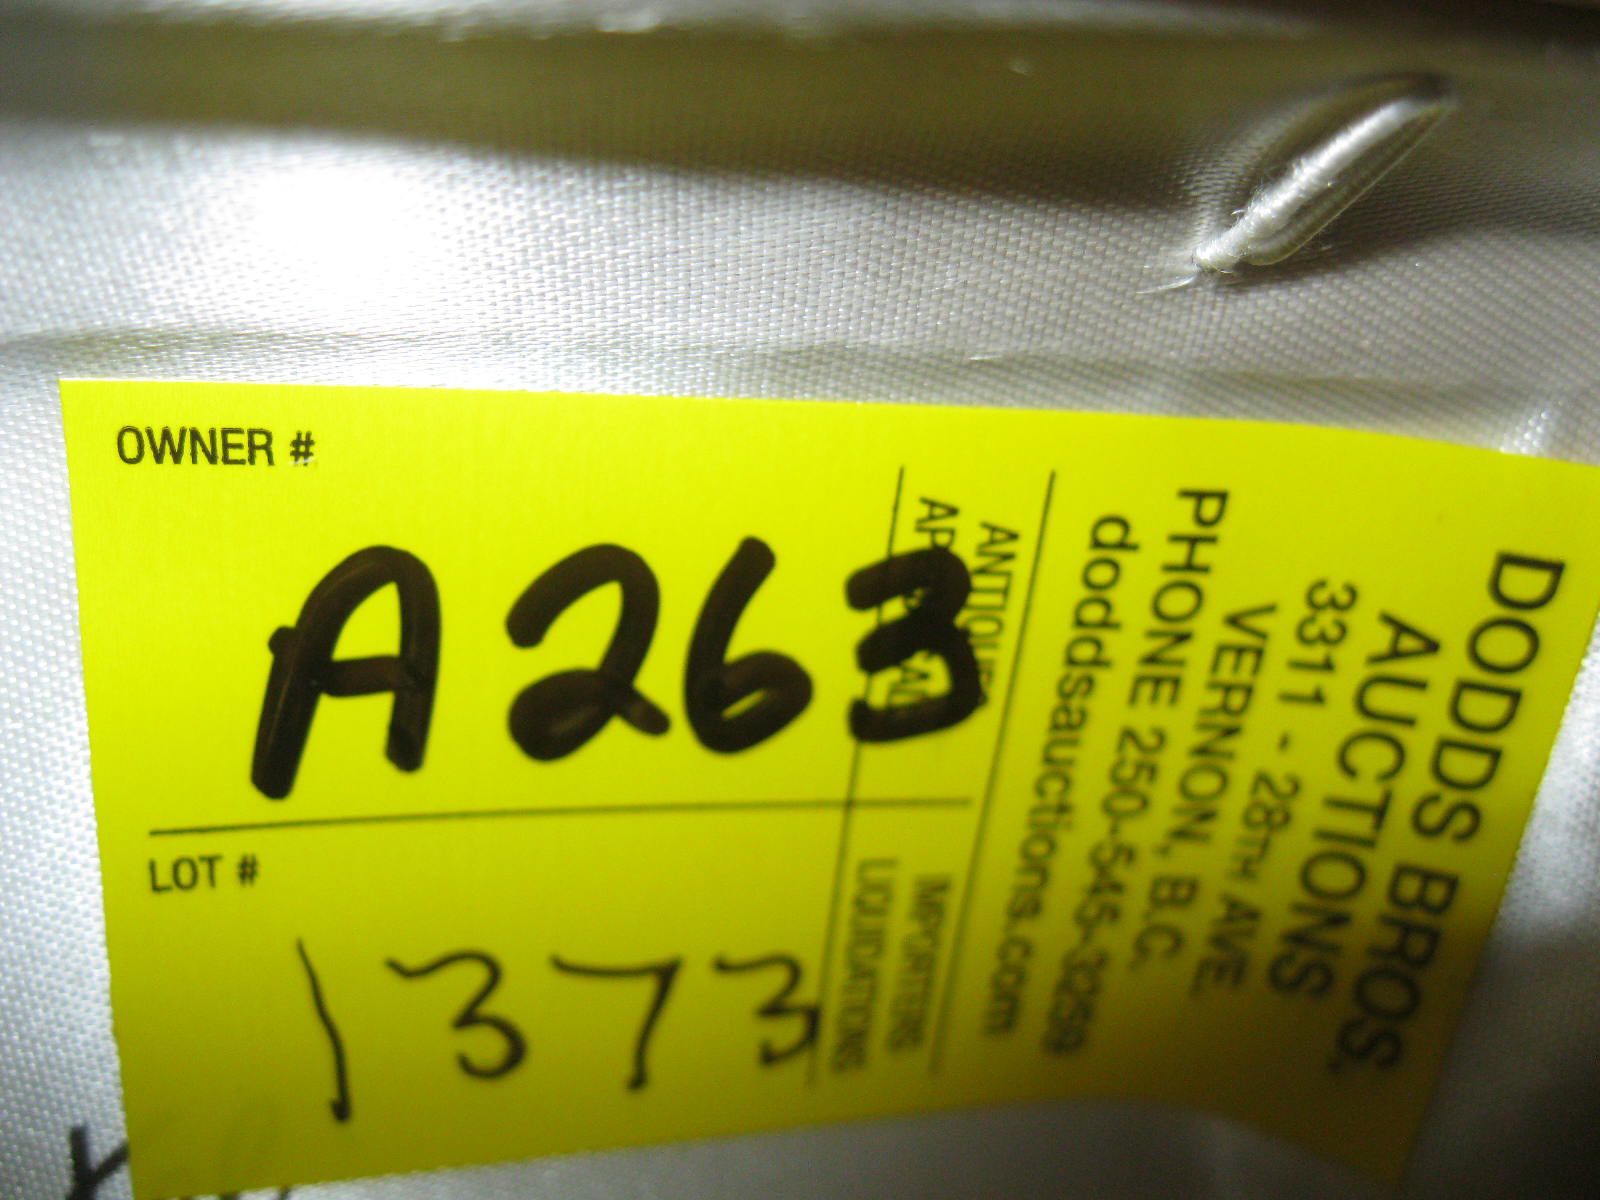 OWNER #
A263
LOT #
1373
DODDS BROS.
AUCTIONS
3311 - 28TH AVE.
VERNON, B.C.
PHONE 250-545-3259
doddsauctions.com
ANTIQUES
IMPORTERS
LIQUIDATIONS